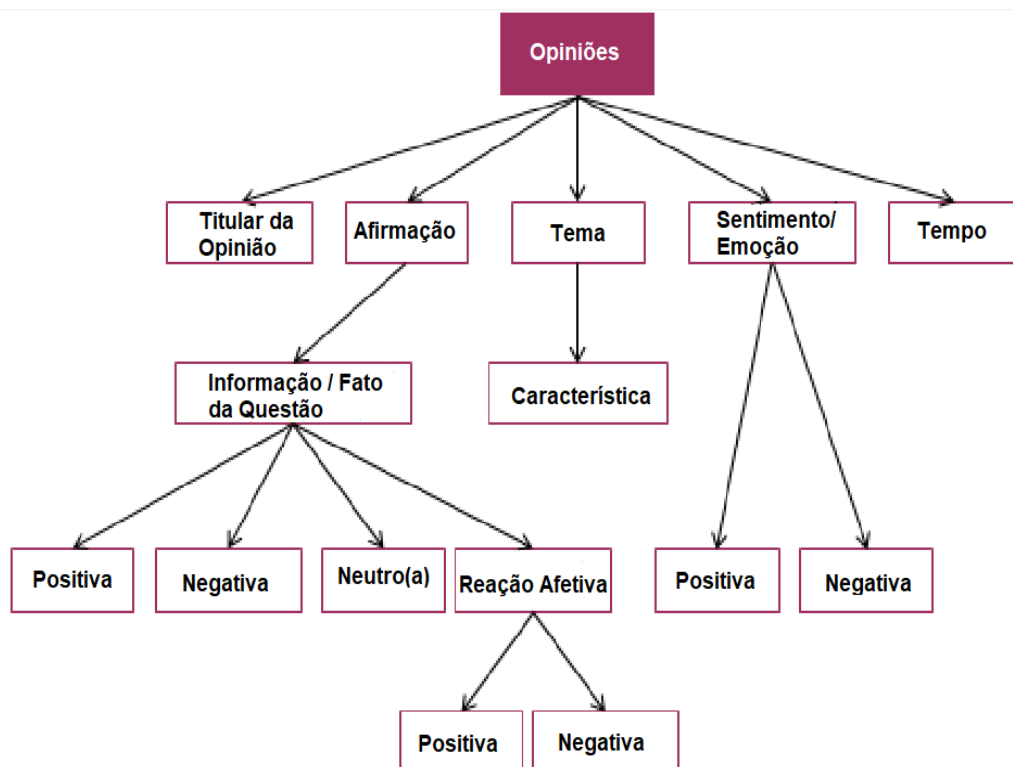 Opiniões
Titular da
Opinião
Afirmação
Tema
Sentimento/
Emoção
Tempo
Informação / Fato
da Questão
Característica
Positiva
Negativa
Neutro(a)
Reação Afetiva
Positiva
Negativa
Positiva
Negativa